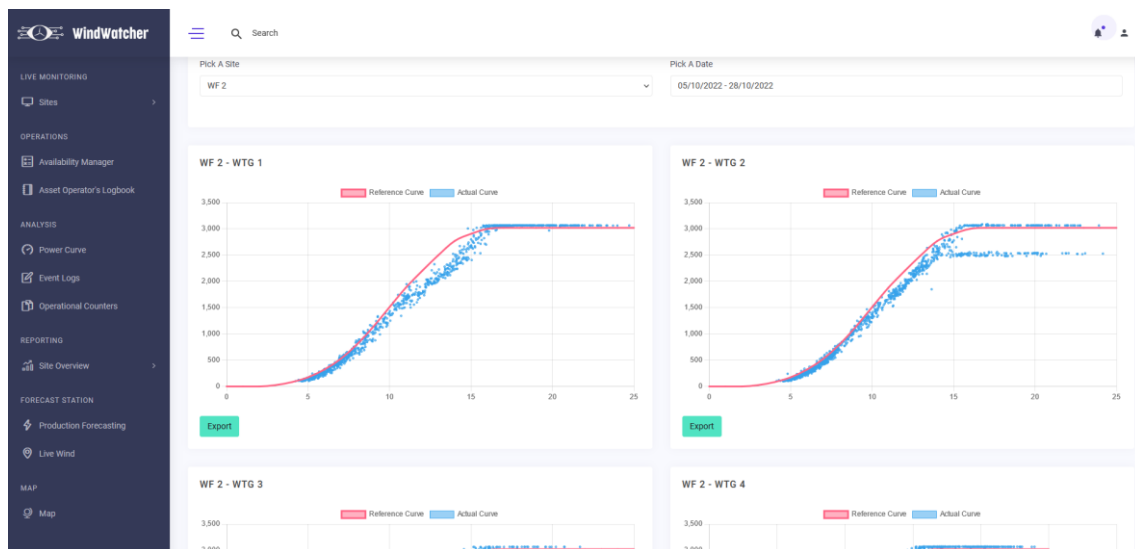 WindWatcher
Search
LIVE MONITORING
Sites
OPERATIONS
Availability Manager
Asset Operator's Logbook
ANALYSIS
Power Curve
Event Logs
Operational Counters
REPORTING
Site Overview
FORECAST STATION
Production Forecasting
Live Wind
MAP
Map
Pick A Site
WF 2
Pick A Date
05/10/2022 - 28/10/2022
WF 2 - WTG 1
Reference Curve Actual Curve
3,500
3,000
2,500
2,000
1,500
1,000
500
0
0 5 10 15 20 25
Export
WF 2 - WTG 2
Reference Curve Actual Curve
3,500
3,000
2,500
2,000
1,500
1,000
500
0
0 5 10 15 20 25
Export
WF 2 - WTG 3
Reference Curve Actual Curve
3,500
3,000
WF 2 - WTG 4
Reference Curve Actual Curve
3,500
3,000